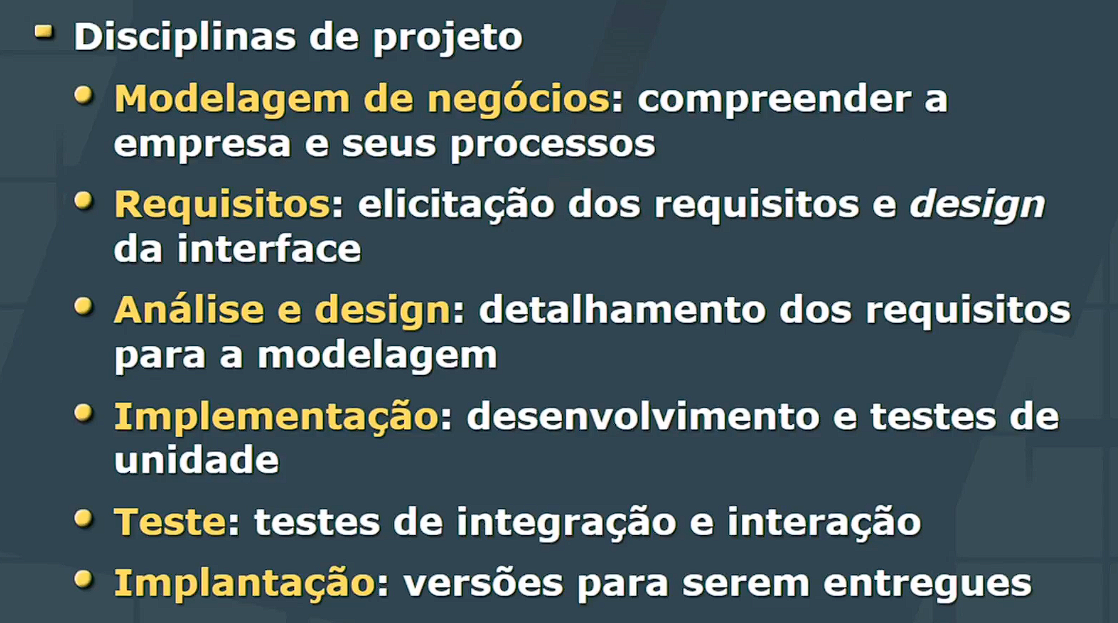 Disciplinas de projeto
Modelagem de negócios: compreender a
empresa e seus processos
Requisitos: elicitação dos requisitos e design
da interface
Análise e design: detalhamento dos requisitos
para a modelagem
Implementação: desenvolvimento e testes de
unidade
Teste: testes de integração e interação
Implantação: versões para serem entregues